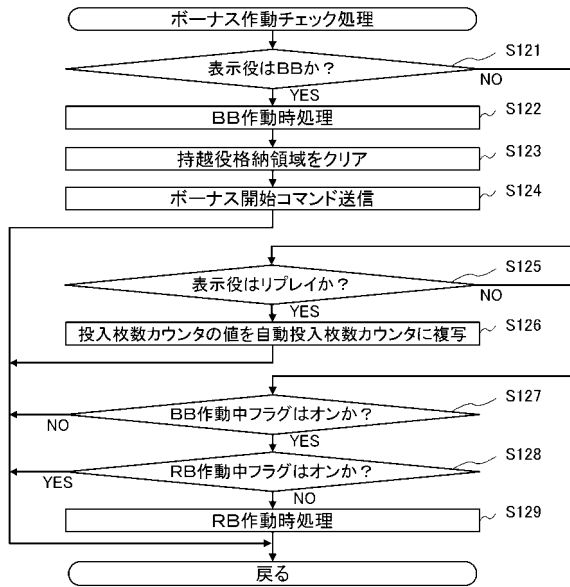 ボーナス作動チェック処理
表示役はBBか?
S121
NO
YES
BB作動時処理
S122
持越役格納領域をクリア
S123
ボーナス開始コマンド送信
S124
表示役はリプレイか?
S125
NO
YES
投入枚数カウンタの値を自動投入枚数カウンタに複写
S126
BB作動中フラグはオンか?
S127
NO
YES
RB作動中フラグはオンか?
S128
YES
NO
RB作動時処理
S129
戻る